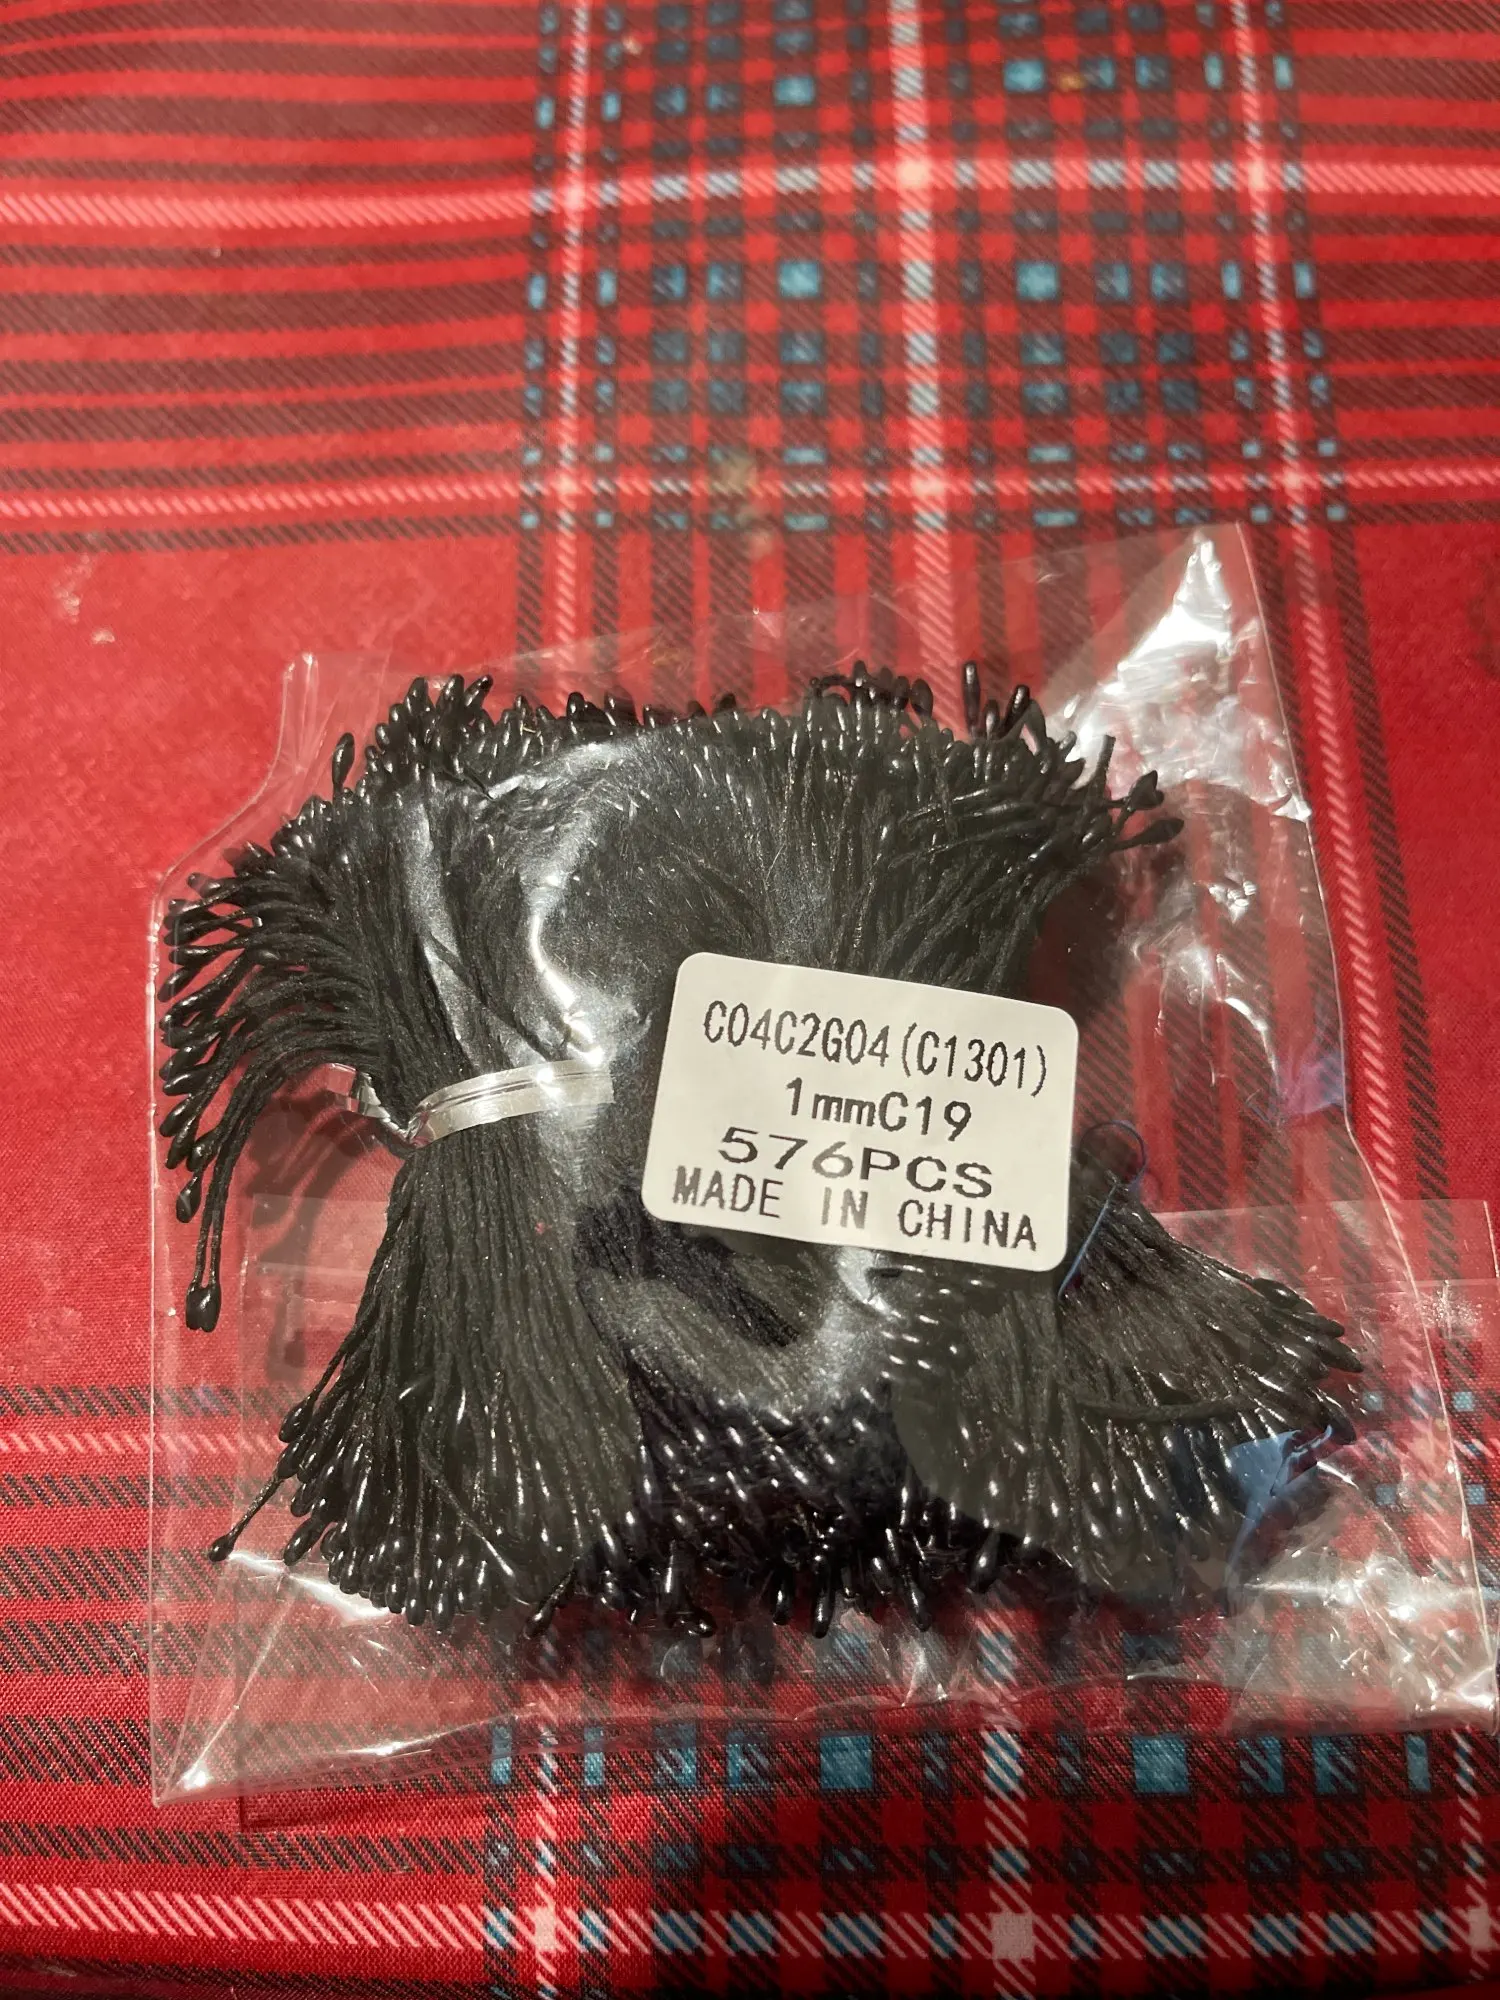 C04C2G04(C1301)
1mmC19
576PCS
MADE IN CHINA